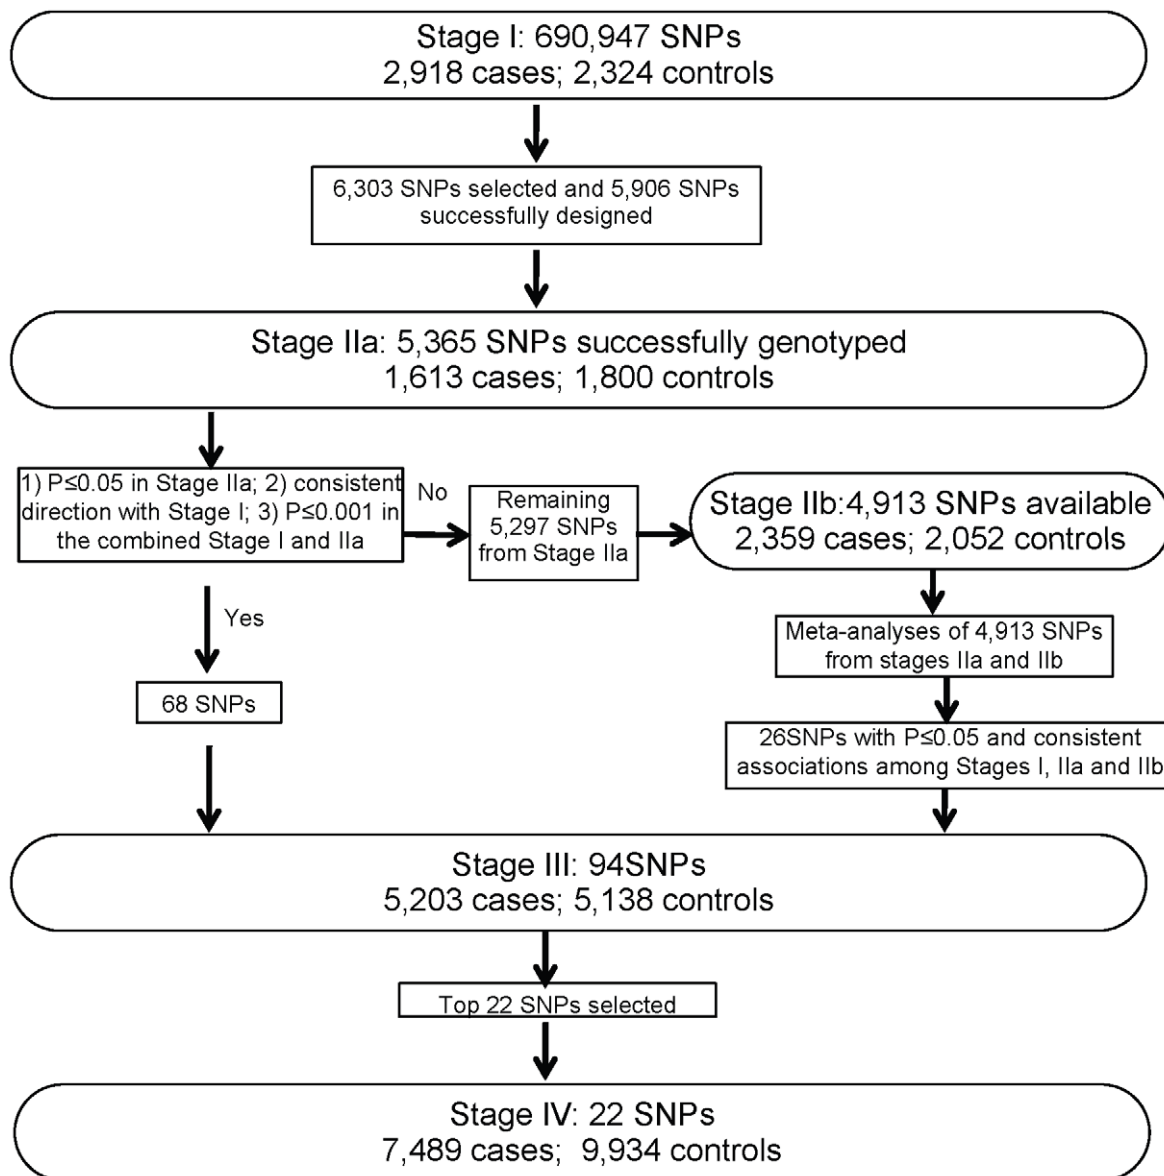 Stage I: 690,947 SNPs
2,918 cases; 2,324 controls
6,303 SNPs selected and 5,906 SNPs
successfully designed
Stage IIa: 5,365 SNPs successfully genotyped
1,613 cases; 1,800 controls
1) P≤0.05 in Stage IIa; 2) consistent
direction with Stage I; 3) P≤0.001 in
the combined Stage I and IIa
No
Remaining
5,297 SNPs
from Stage IIa
Stage IIb:4,913 SNPs available
2,359 cases; 2,052 controls
Yes
Meta-analyses of 4,913 SNPs
from stages IIa and IIb
68 SNPs
26SNPs with P≤0.05 and consistent
associations among Stages I, IIa and IIb
Stage III: 94SNPs
5,203 cases; 5,138 controls
Top 22 SNPs selected
Stage IV: 22 SNPs
7,489 cases; 9,934 controls